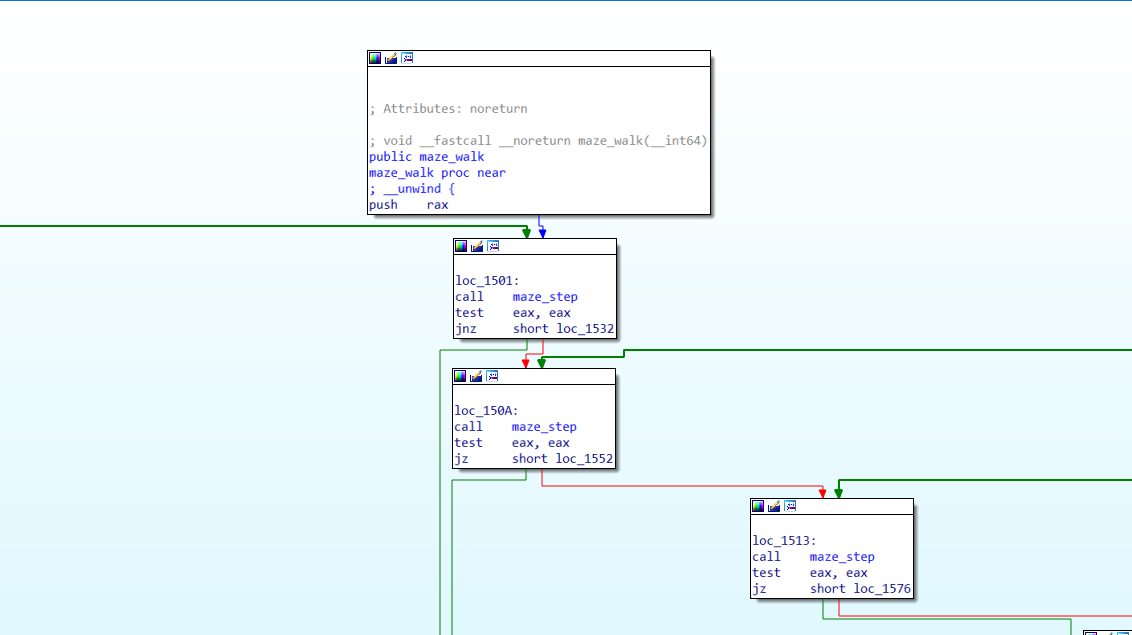 ; Attributes: noreturn
; void __fastcall __noreturn maze_walk(__int64)
public maze_walk
maze_walk proc near
; __unwind {
push    rax
loc_1501:
call    maze_step
test    eax, eax
jnz     short loc_1532
loc_150A:
call    maze_step
test    eax, eax
jz      short loc_1552
loc_1513:
call    maze_step
test    eax, eax
jz      short loc_1576